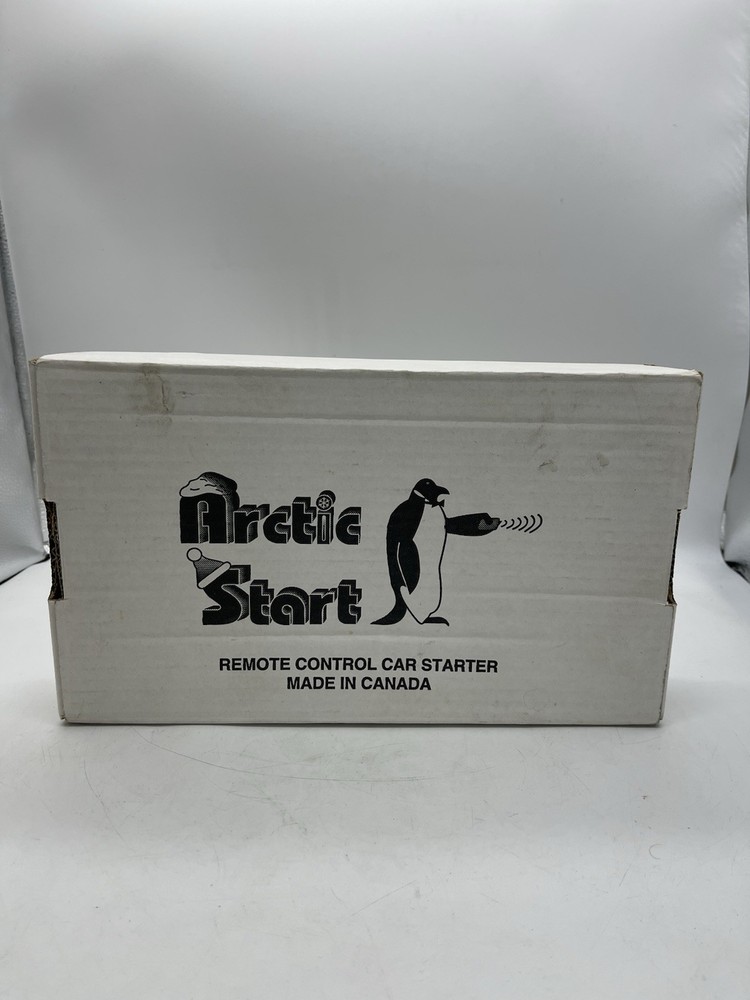 Arctic
Start
REMOTE CONTROL CAR STARTER
MADE IN CANADA